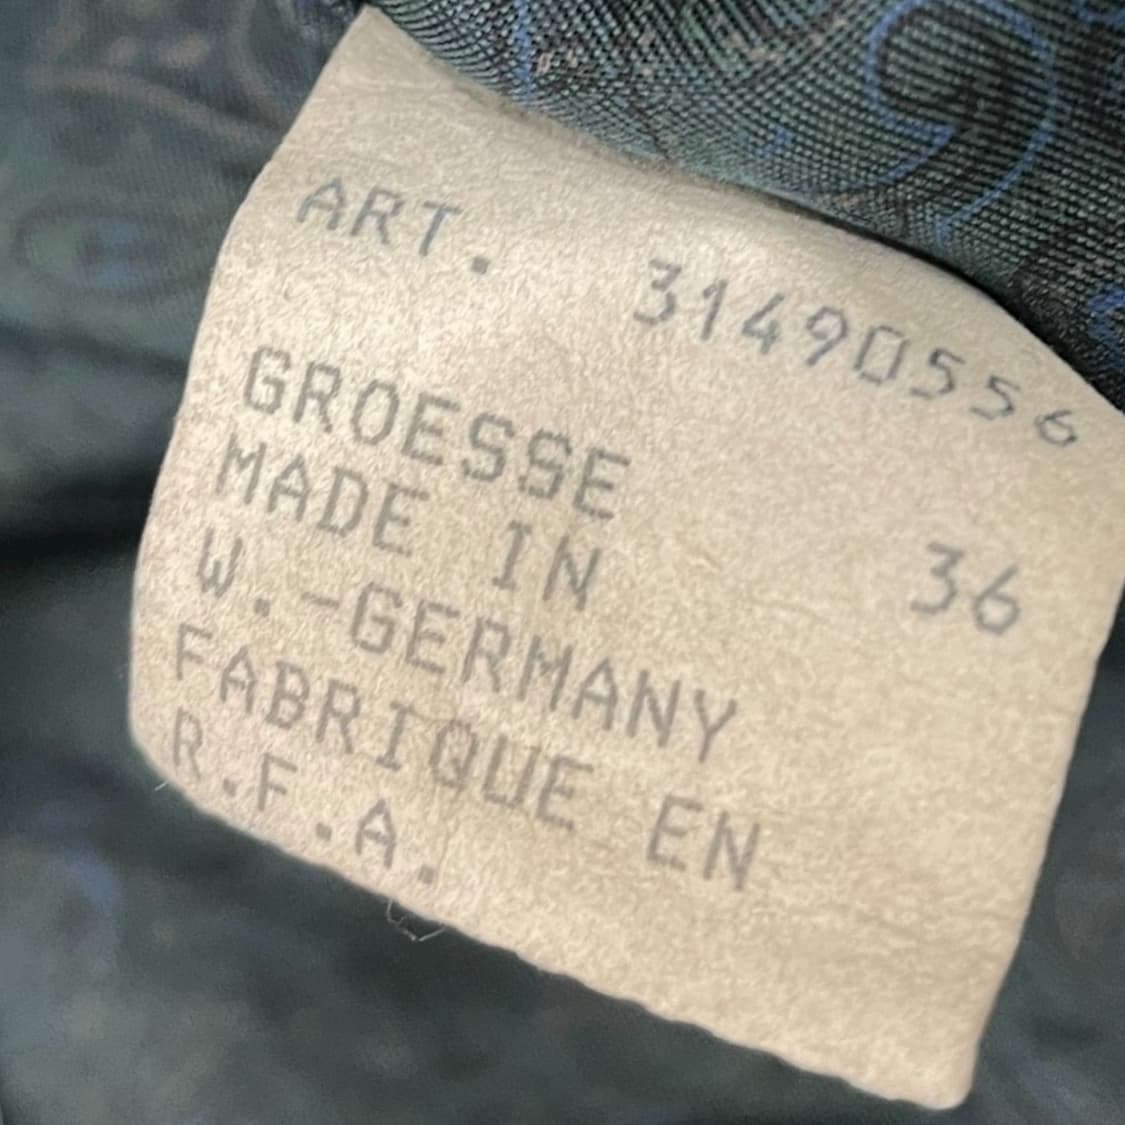 ART. 31490556
GROESSE 36
MADE IN
W.-GERMANY
FABRIQUE EN
R.F.A.